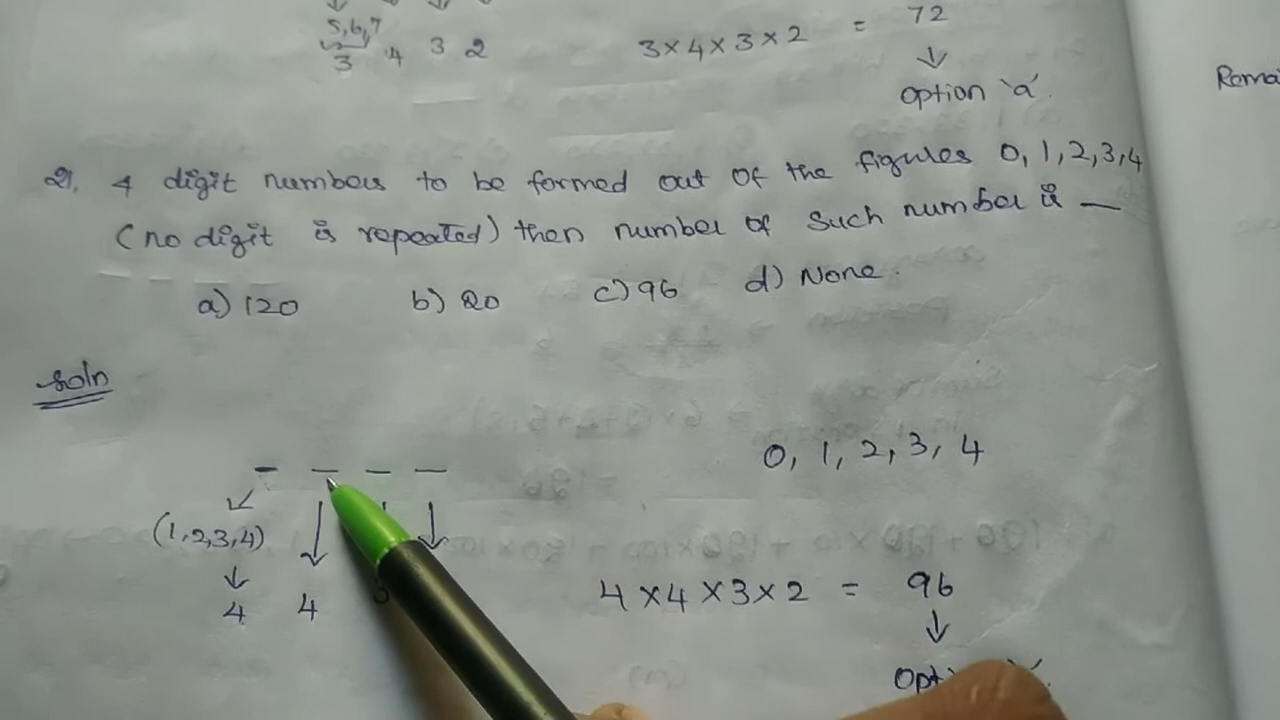 5,6,7
3 4 3 2
3×4×3×2 = 72
option 'a'.
2). 4 digit numbers to be formed out of the figures 0,1,2,3,4
(no digit is repeated) then number of such number is —
a) 120 b) 20 c) 96 d) None.
soln
0, 1, 2, 3, 4
(1,2,3,4)
4 4
4×4×3×2 = 96